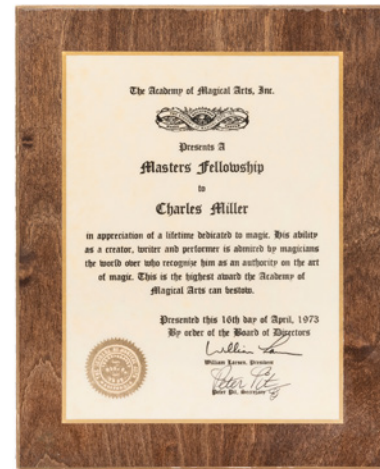 The Academy of Magical Arts, Inc.
Presents A
Masters Fellowship
to
Charles Miller
in appreciation of a lifetime dedicated to magic. His ability
as a creator, writer and performer is admired by magicians
the world over who recognize him as an authority on the art
of magic. This is the highest award the Academy of
Magical Arts can bestow.
Presented this 16th day of April, 1973
By order of the Board of Directors
William Larsen, President
Peter Pit, Secretary